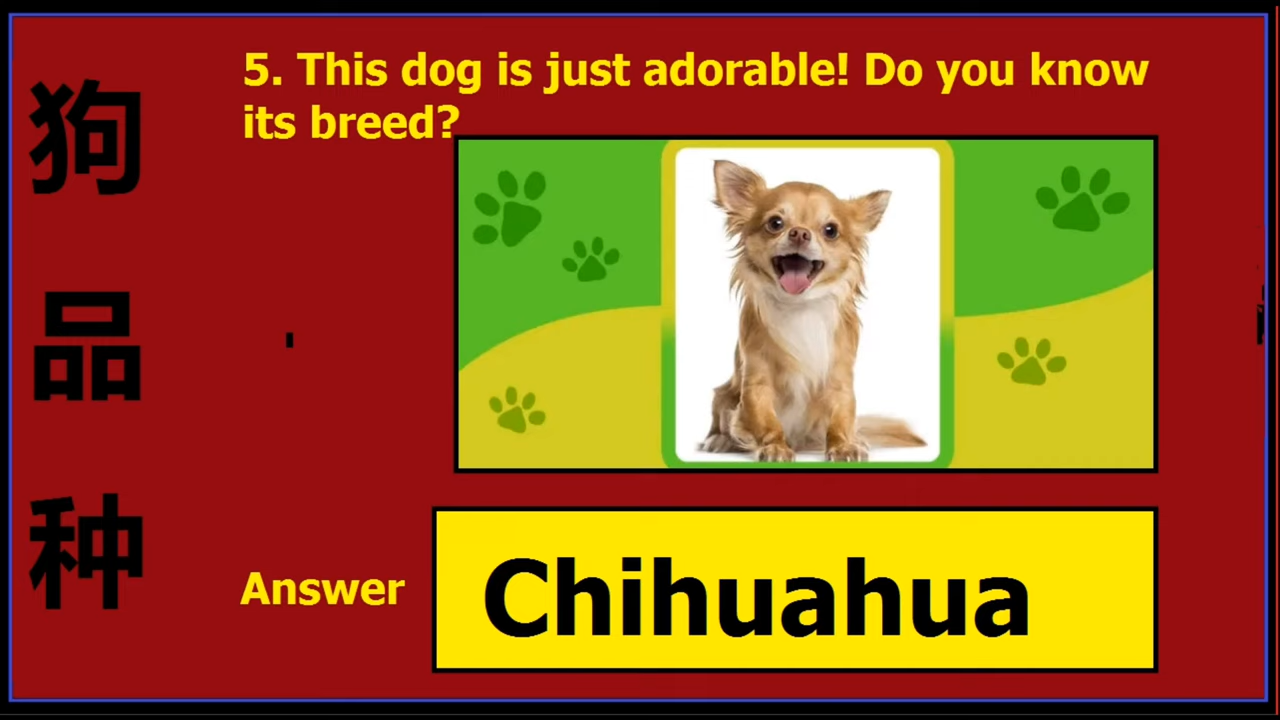 狗品种
5. This dog is just adorable! Do you know
its breed?
Answer
Chihuahua